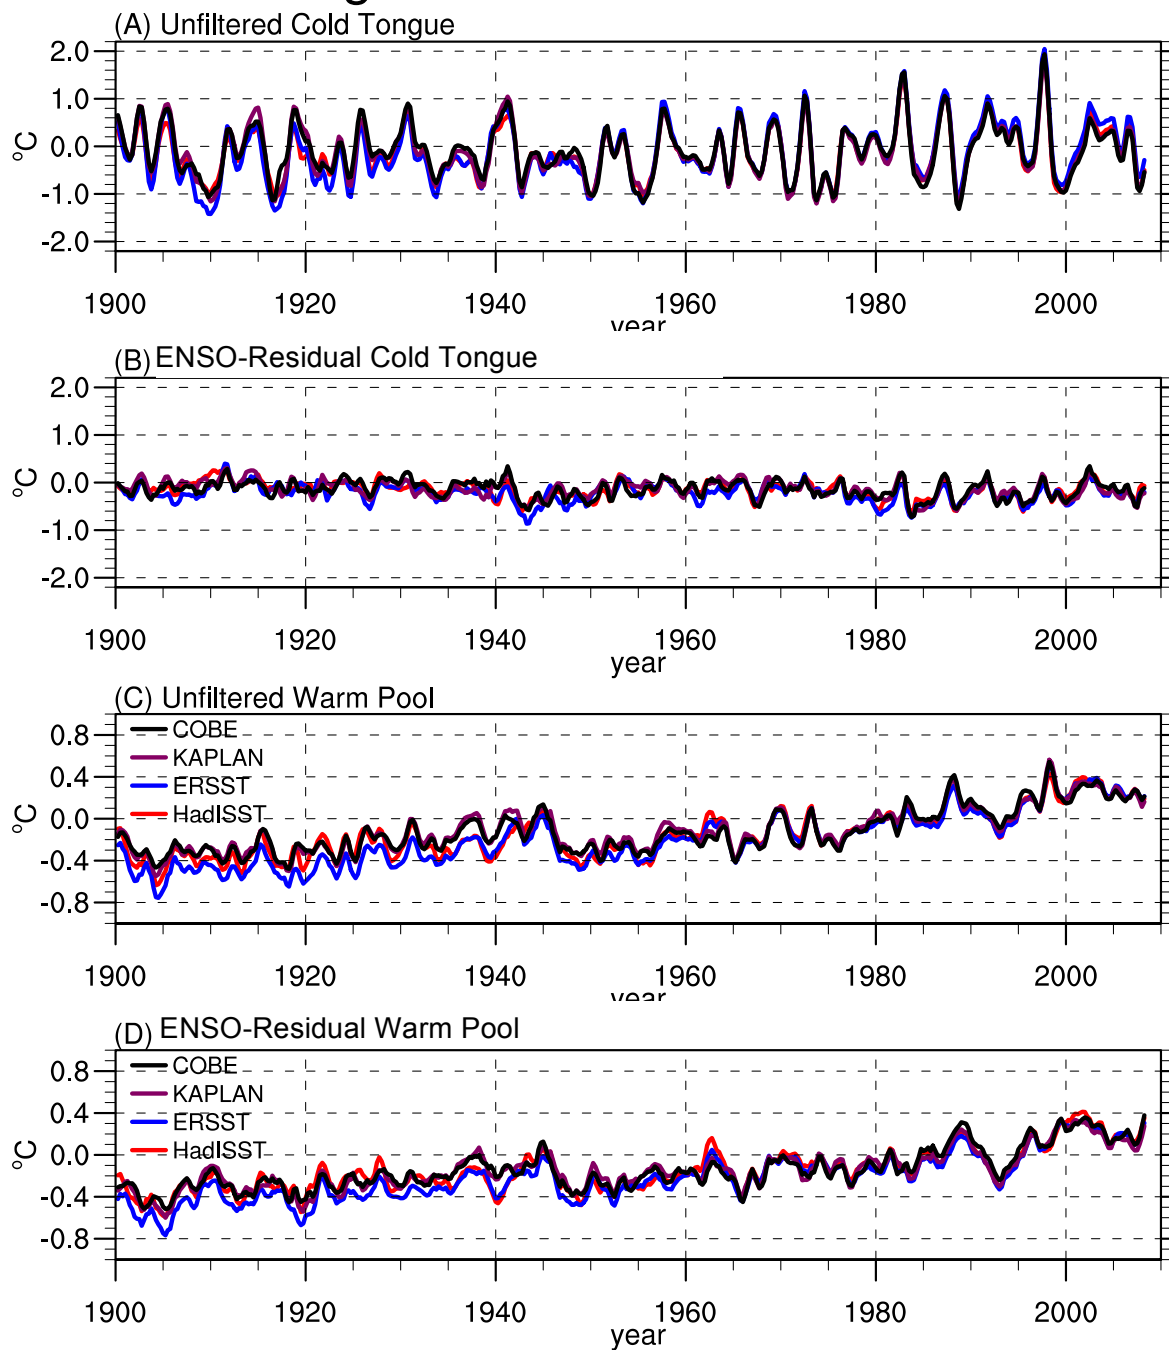 (A) Unfiltered Cold Tongue
2.0
1.0
0.0
-1.0
-2.0
°C
1900 1920 1940 1960 1980 2000
year
(B) ENSO-Residual Cold Tongue
2.0
1.0
0.0
-1.0
-2.0
°C
1900 1920 1940 1960 1980 2000
year
(C) Unfiltered Warm Pool
COBE
KAPLAN
ERSST
HadISST
0.8
0.4
0.0
-0.4
-0.8
°C
1900 1920 1940 1960 1980 2000
year
(D) ENSO-Residual Warm Pool
COBE
KAPLAN
ERSST
HadISST
0.8
0.4
0.0
-0.4
-0.8
°C
1900 1920 1940 1960 1980 2000
year